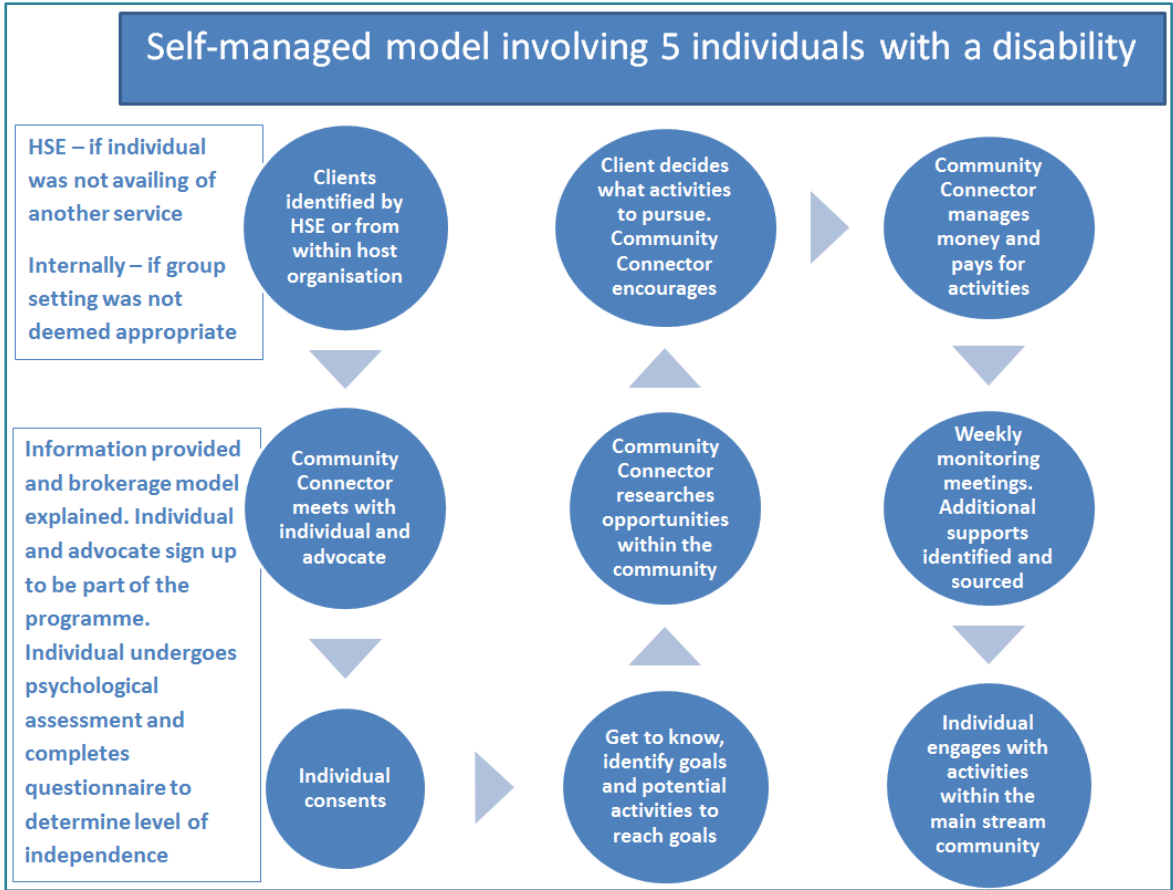 Self-managed model involving 5 individuals with a disability
HSE – if individual
was not availing of
another service
Internally – if group
setting was not
deemed appropriate
Clients
identified by
HSE or from
within host
organisation
Information provided
and brokerage model
explained. Individual
and advocate sign up
to be part of the
programme.
Individual undergoes
psychological
assessment and
completes
questionnaire to
determine level of
independence
Community
Connector
meets with
individual and
advocate
Individual
consents
Get to know,
identify goals
and potential
activities to
reach goals
Community
Connector
researches
opportunities
within the
community
Client decides
what activities
to pursue.
Community
Connector
encourages
Community
Connector
manages
money and
pays for
activities
Weekly
monitoring
meetings.
Additional
supports
identified and
sourced
Individual
engages with
activities
within the
main stream
community